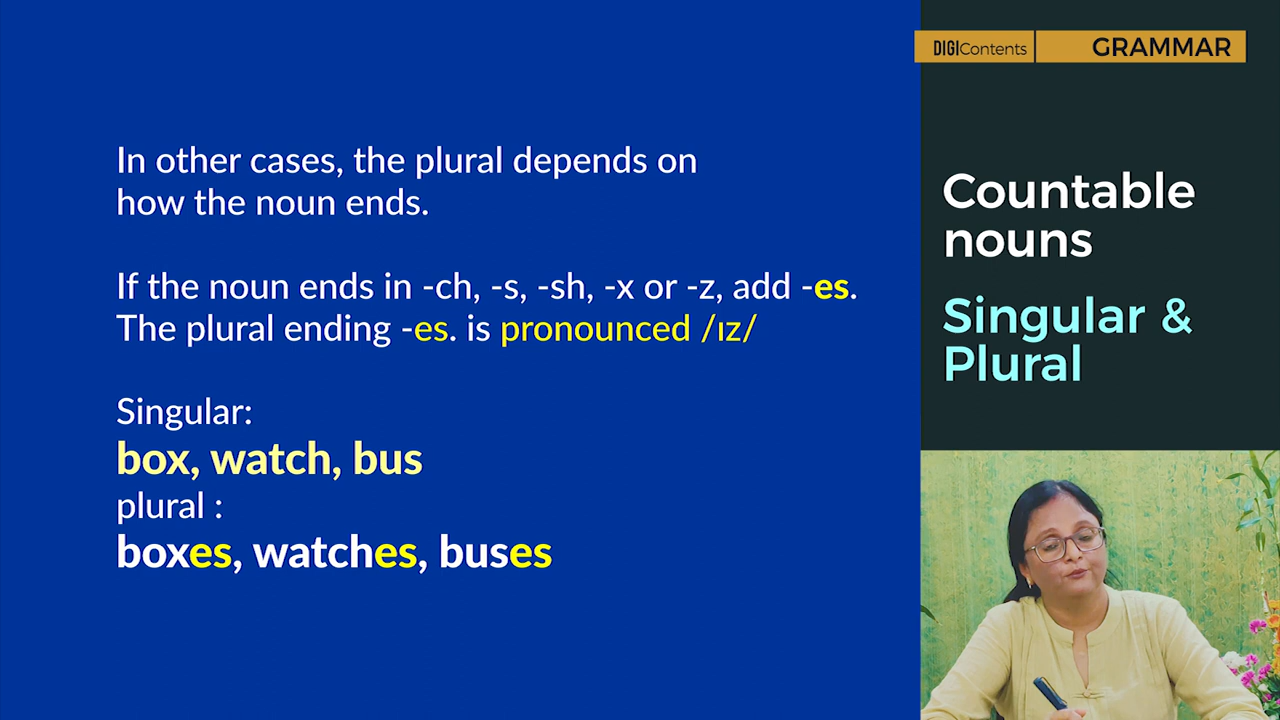 DIGIContents
GRAMMAR
In other cases, the plural depends on
how the noun ends.
If the noun ends in -ch, -s, -sh, -x or -z, add -es.
The plural ending -es. is pronounced /ɪz/
Singular:
box, watch, bus
plural :
boxes, watches, buses
Countable
nouns
Singular &
Plural